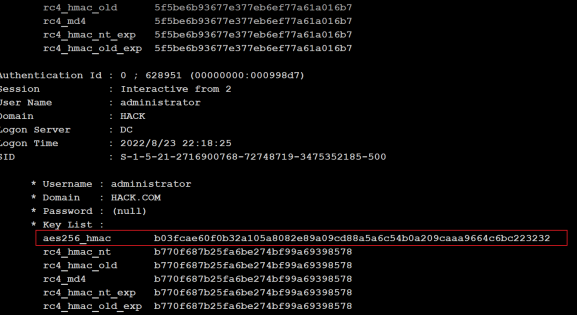 rc4_hmac_old 5f5be6b93677e377eb6ef77a61a016b7
rc4_md4 5f5be6b93677e377eb6ef77a61a016b7
rc4_hmac_nt_exp 5f5be6b93677e377eb6ef77a61a016b7
rc4_hmac_old_exp 5f5be6b93677e377eb6ef77a61a016b7
Authentication Id : 0 ; 628951 (00000000:000998d7)
Session : Interactive from 2
User Name : administrator
Domain : HACK
Logon Server : DC
Logon Time : 2022/8/23 22:18:25
SID : S-1-5-21-2716900768-72748719-3475352185-500
* Username : administrator
* Domain : HACK.COM
* Password : (null)
* Key List :
aes256_hmac b03fcae60f0b32a105a8082e89a09cd88a5a6c54b0a209caaa9664c6bc223232
rc4_hmac_nt b770f687b25fa6be274bf99a69398578
rc4_hmac_old b770f687b25fa6be274bf99a69398578
rc4_md4 b770f687b25fa6be274bf99a69398578
rc4_hmac_nt_exp b770f687b25fa6be274bf99a69398578
rc4_hmac_old_exp b770f687b25fa6be274bf99a69398578